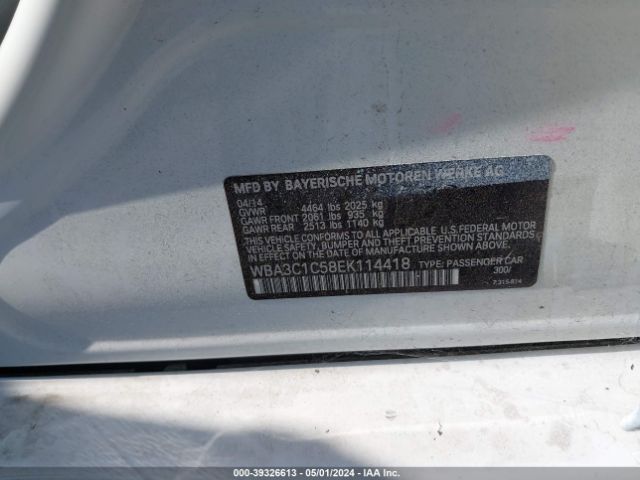 MFD BY BAYERISCHE MOTOREN WERKE AG
04/14
GVWR 4464 lbs 2025 kg
GAWR FRONT 2061 lbs 935 kg
GAWR REAR 2513 lbs 1140 kg
THIS VEHICLE CONFORMS TO ALL APPLICABLE U.S.FEDERAL MOTOR
VEHICLE SAFETY, BUMPER AND THEFT PREVENTION STANDARDS
IN EFFECT ON THE DATE OF MANUFACTURE SHOWN ABOVE.
WBA3C1C58EK114418 TYPE: PASSENGER CAR
300/
7 315 814
000-39326613 - 05/01/2024 - IAA Inc.